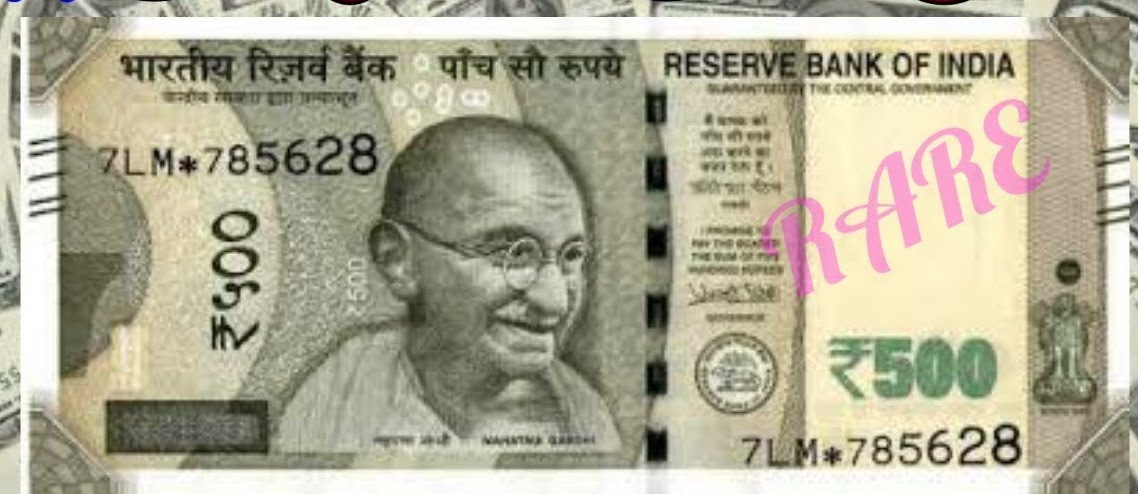 भारतीय रिज़र्व बैंक
पाँच सौ रुपये
RESERVE BANK OF INDIA
GUARANTEED BY THE CENTRAL GOVERNMENT
7LM*785628
₹५००
₹500
I PROMISE TO
PAY THE BEARER
THE SUM OF FIVE
HUNDRED RUPEES
GOVERNOR
RARE
₹500
महात्मा गांधी MAHATMA GANDHI
7LM*785628